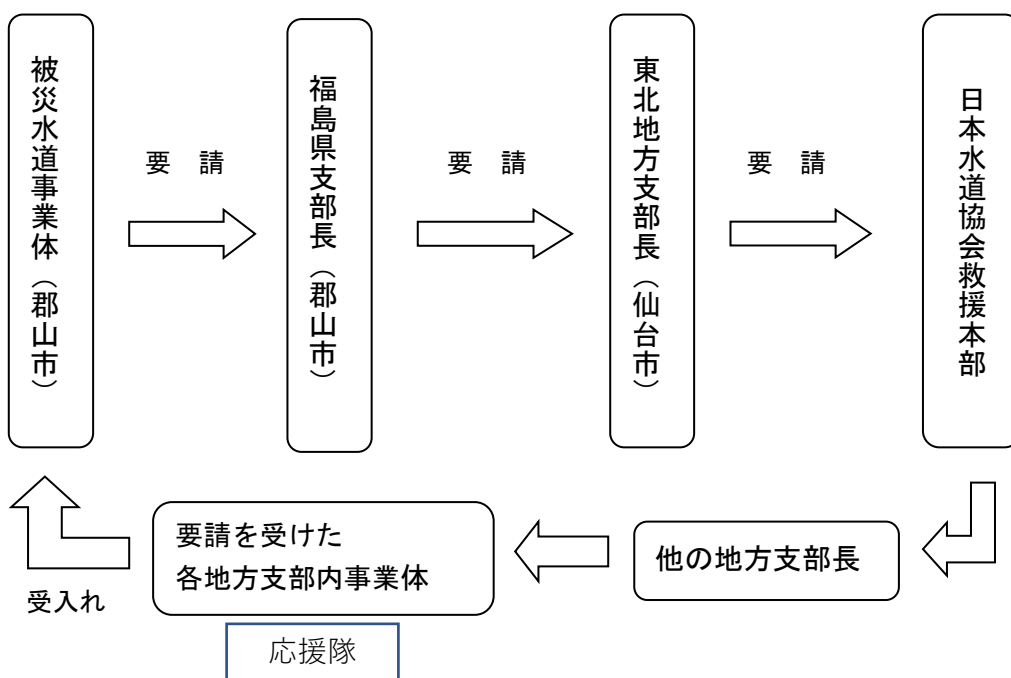 被災水道事業体（郡山市）
要　請
福島県支部長（郡山市）
要　請
東北地方支部長（仙台市）
要　請
日本水道協会救援本部
他の地方支部長
要請を受けた
各地方支部内事業体
応援隊
受入れ